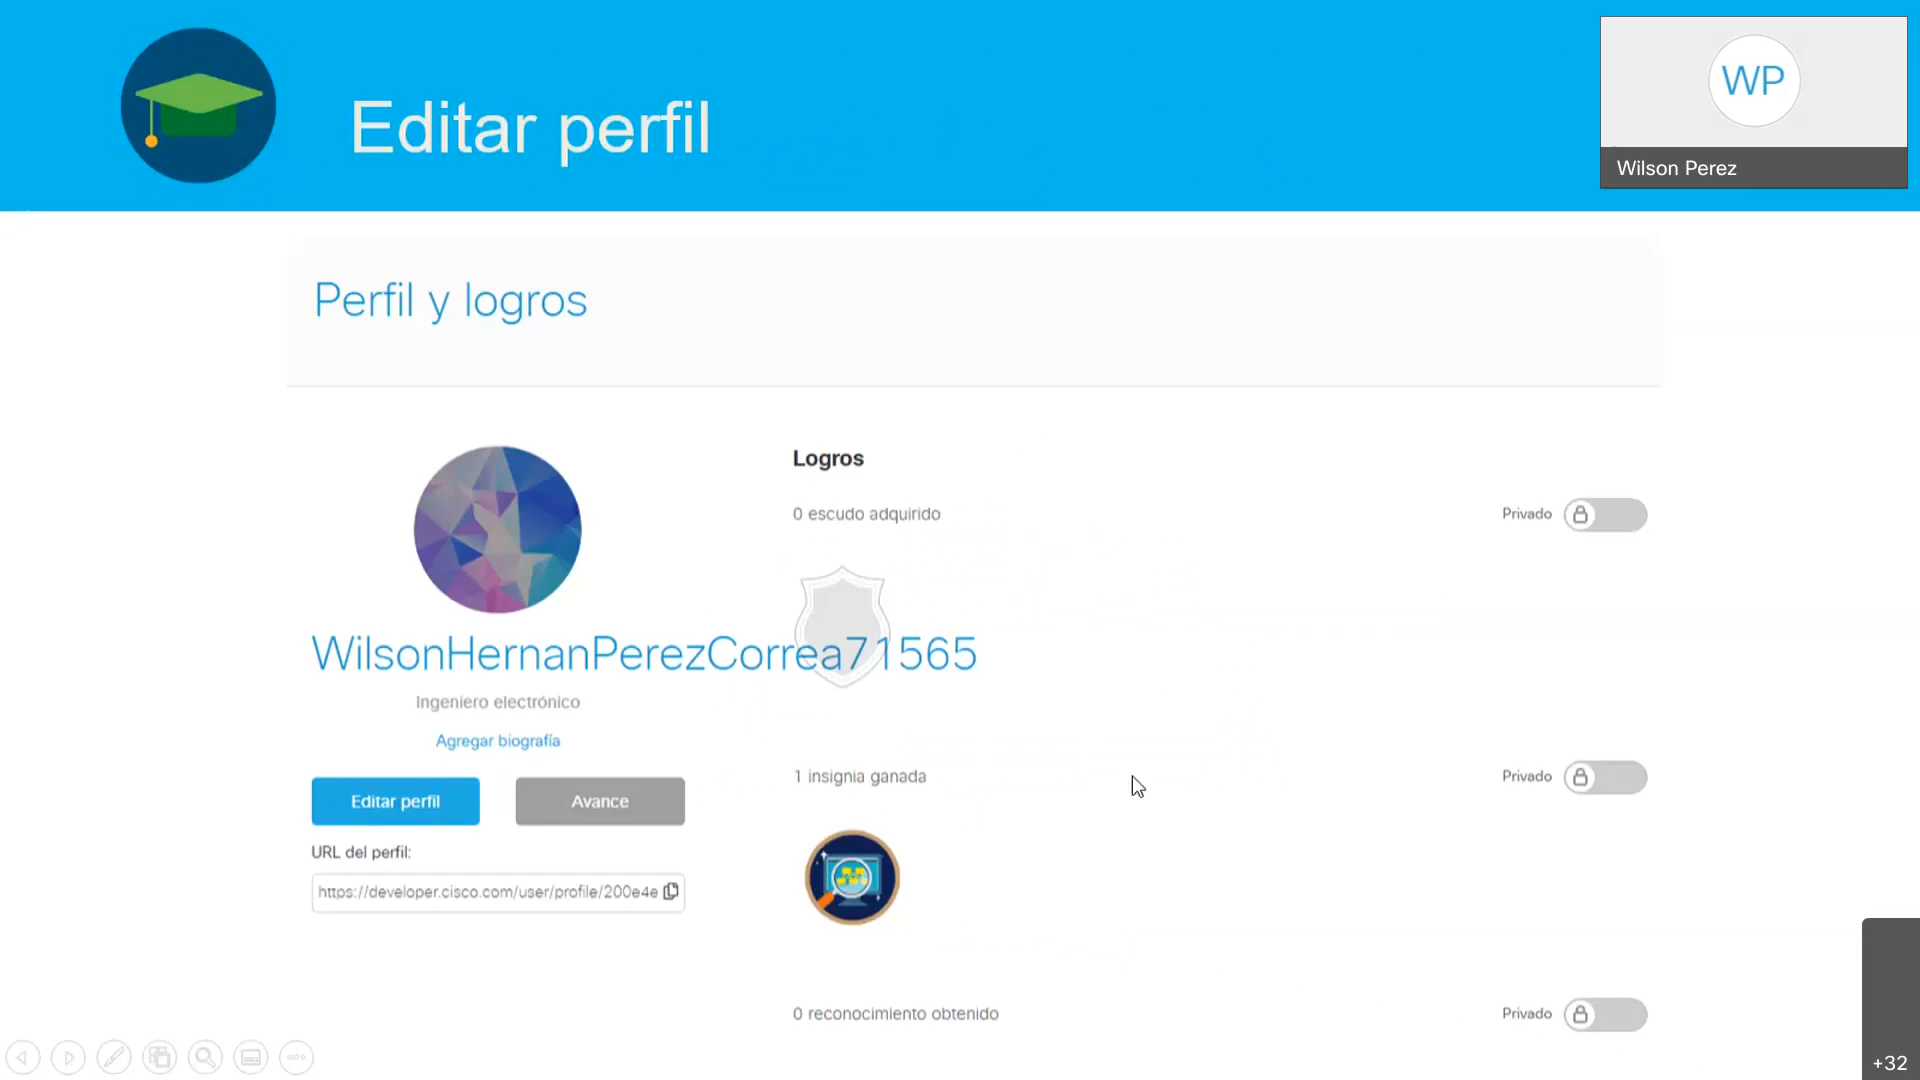 Editar perfil
WP
Wilson Perez
Perfil y logros
Logros
0 escudo adquirido
Privado
WilsonHernanPerezCorrea71565
Ingeniero electrónico
Agregar biografía
Editar perfil
Avance
URL del perfil:
https://developer.cisco.com/user/profile/200e4e
1 insignia ganada
Privado
0 reconocimiento obtenido
Privado
+32